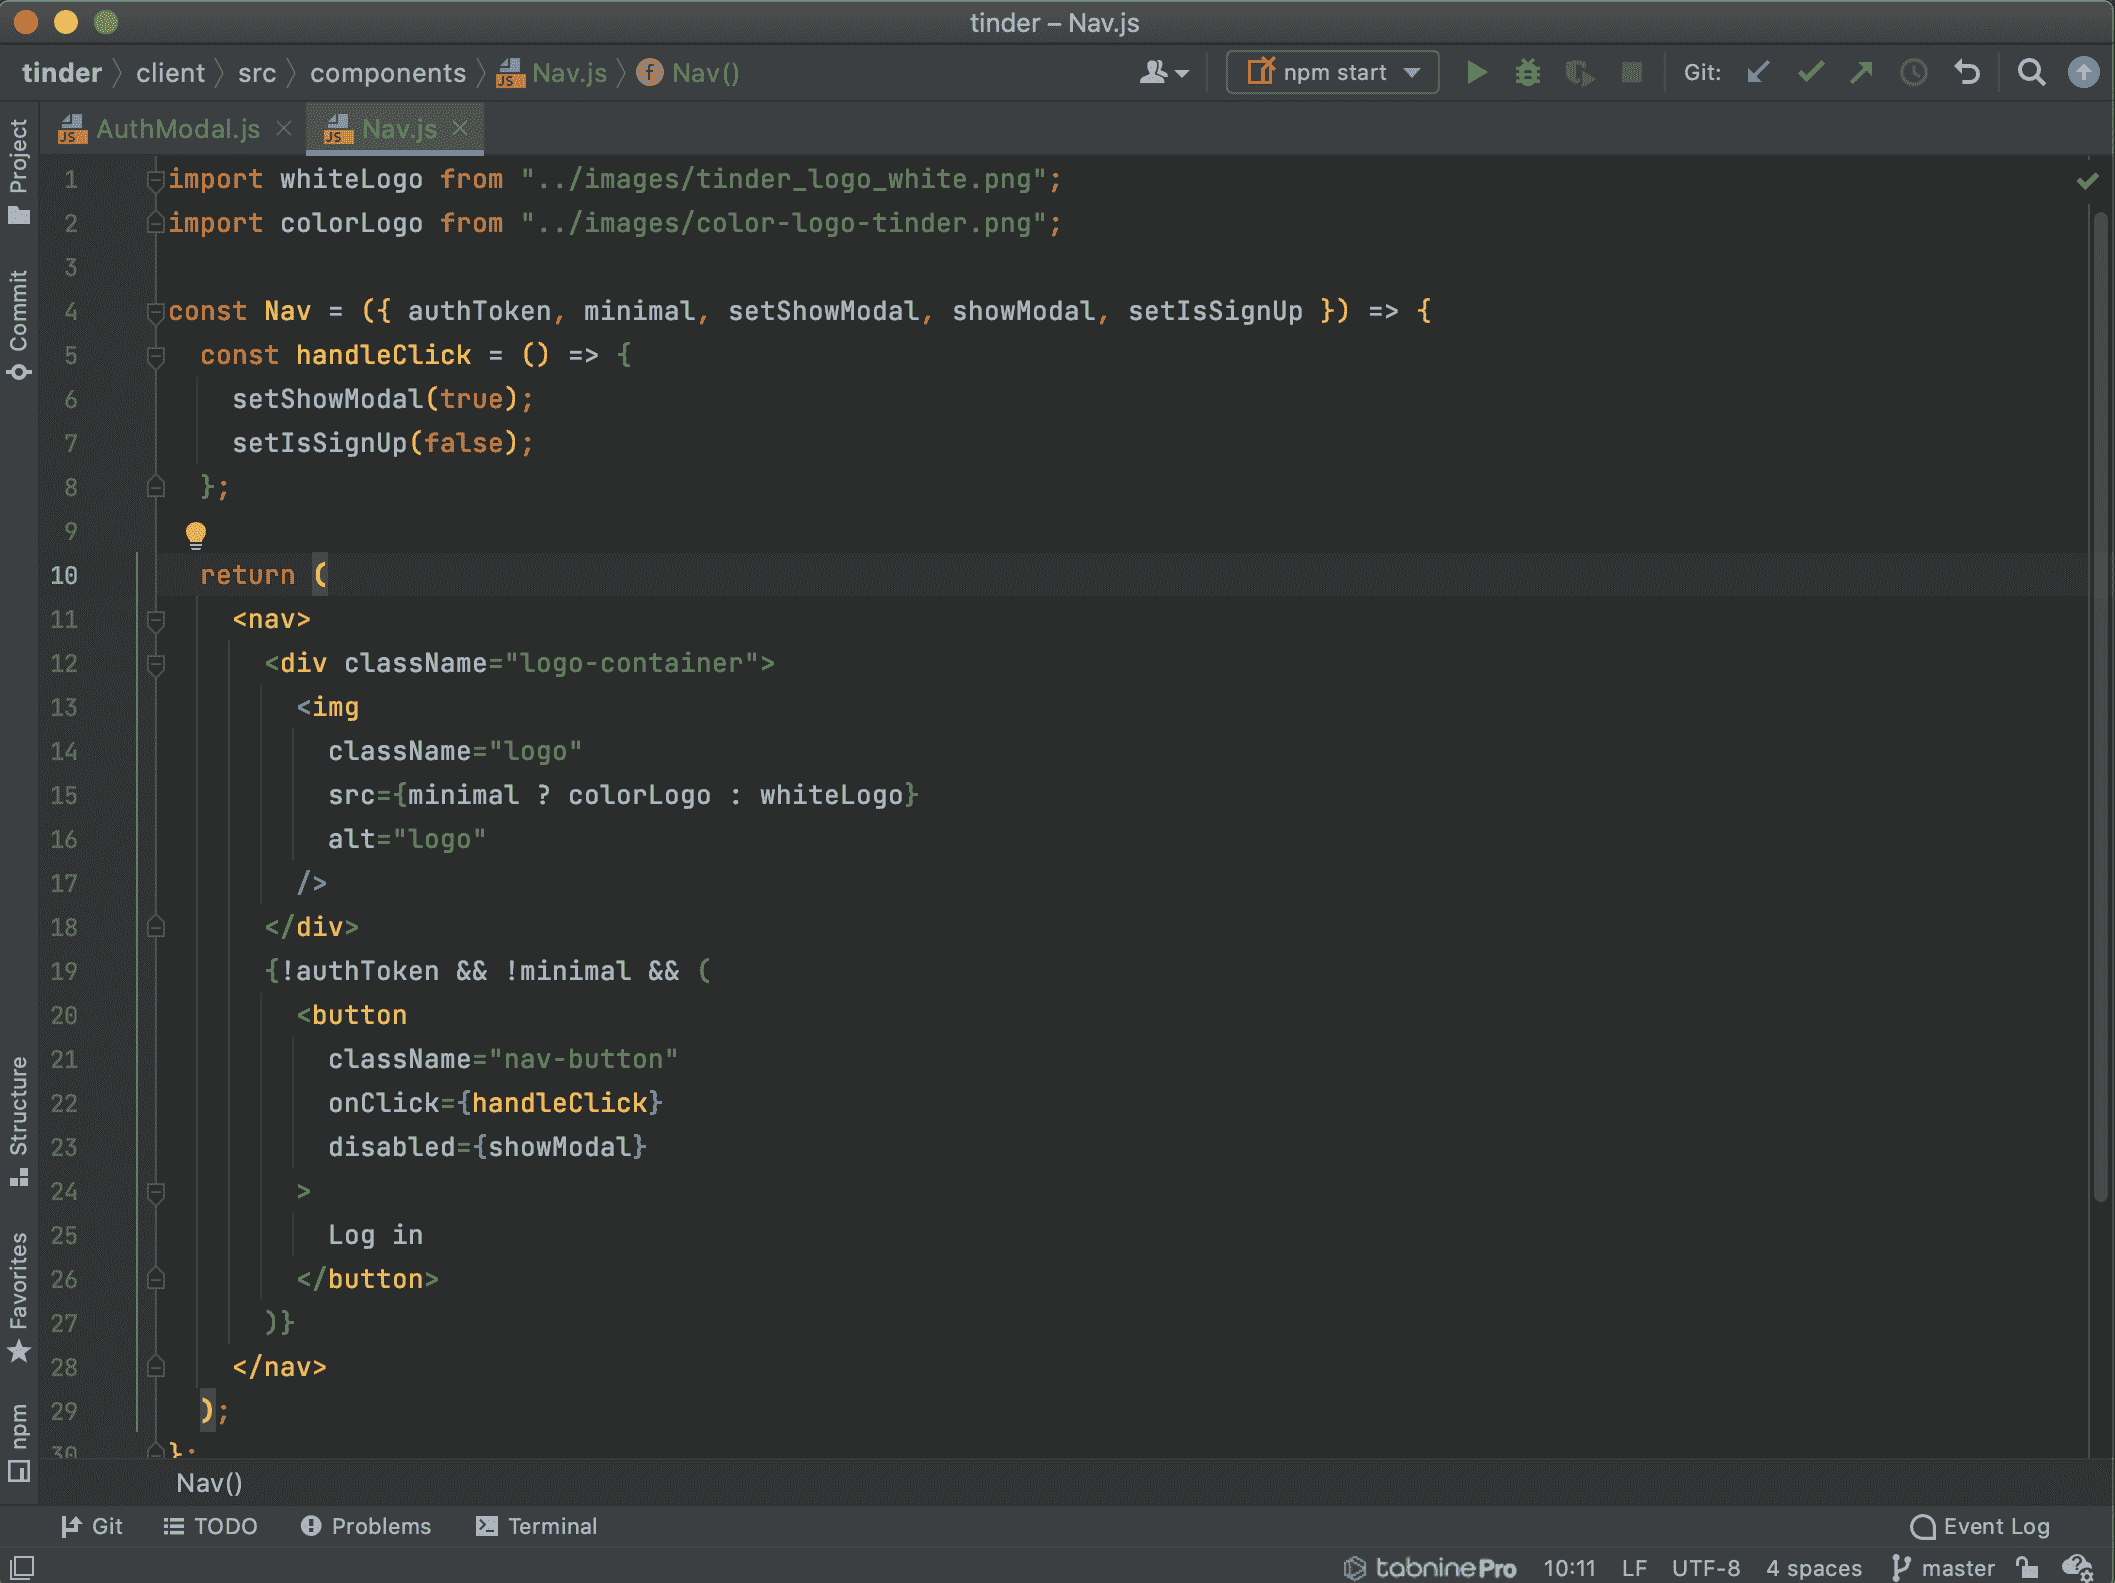 tinder – Nav.js
tinder client src components Nav.js Nav()
npm start
Git:
AuthModal.js
Nav.js
Project
Commit
Structure
Favorites
npm
1 import whiteLogo from "../images/tinder_logo_white.png";
2 import colorLogo from "../images/color-logo-tinder.png";
3
4 const Nav = ({ authToken, minimal, setShowModal, showModal, setIsSignUp }) => {
5 const handleClick = () => {
6 setShowModal(true);
7 setIsSignUp(false);
8 };
9
10 return (
11 <nav>
12 <div className="logo-container">
13 <img
14 className="logo"
15 src={minimal ? colorLogo : whiteLogo}
16 alt="logo"
17 />
18 </div>
19 {!authToken && !minimal && (
20 <button
21 className="nav-button"
22 onClick={handleClick}
23 disabled={showModal}
24 >
25 Log in
26 </button>
27 )}
28 </nav>
29 );
30 };
Nav()
Git TODO Problems Terminal Event Log
tabnine Pro 10:11 LF UTF-8 4 spaces master